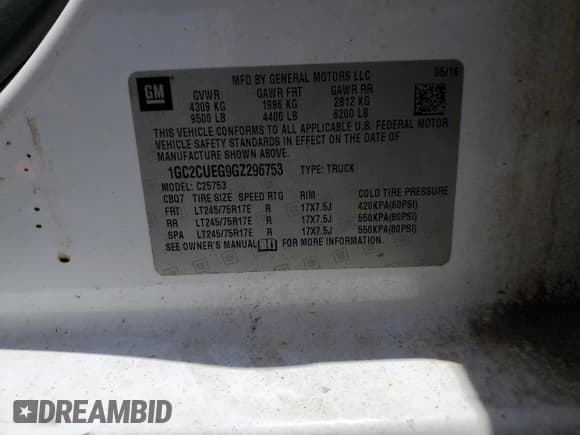 GM
MFD BY GENERAL MOTORS LLC
05/16
GVWR GAWR FRT GAWR RR
4309 KG 1996 KG 2812 KG
9500 LB 4400 LB 6200 LB
THIS VEHICLE CONFORMS TO ALL APPLICABLE U.S. FEDERAL MOTOR
VEHICLE SAFETY STANDARDS IN EFFECT ON THE DATE OF
MANUFACTURE SHOWN ABOVE.
1GC2CUEG9GZ296753 TYPE: TRUCK
MODEL: C25753
CBQ7 TIRE SIZE SPEED RTG RIM COLD TIRE PRESSURE
FRT LT245/75R17E R 17X7.5J 420KPA(60PSI)
RR LT245/75R17E R 17X7.5J 550KPA(80PSI)
SPA LT245/75R17E R 17X7.5J 550KPA(80PSI)
SEE OWNER'S MANUAL FOR MORE INFORMATION.
DREAMBID